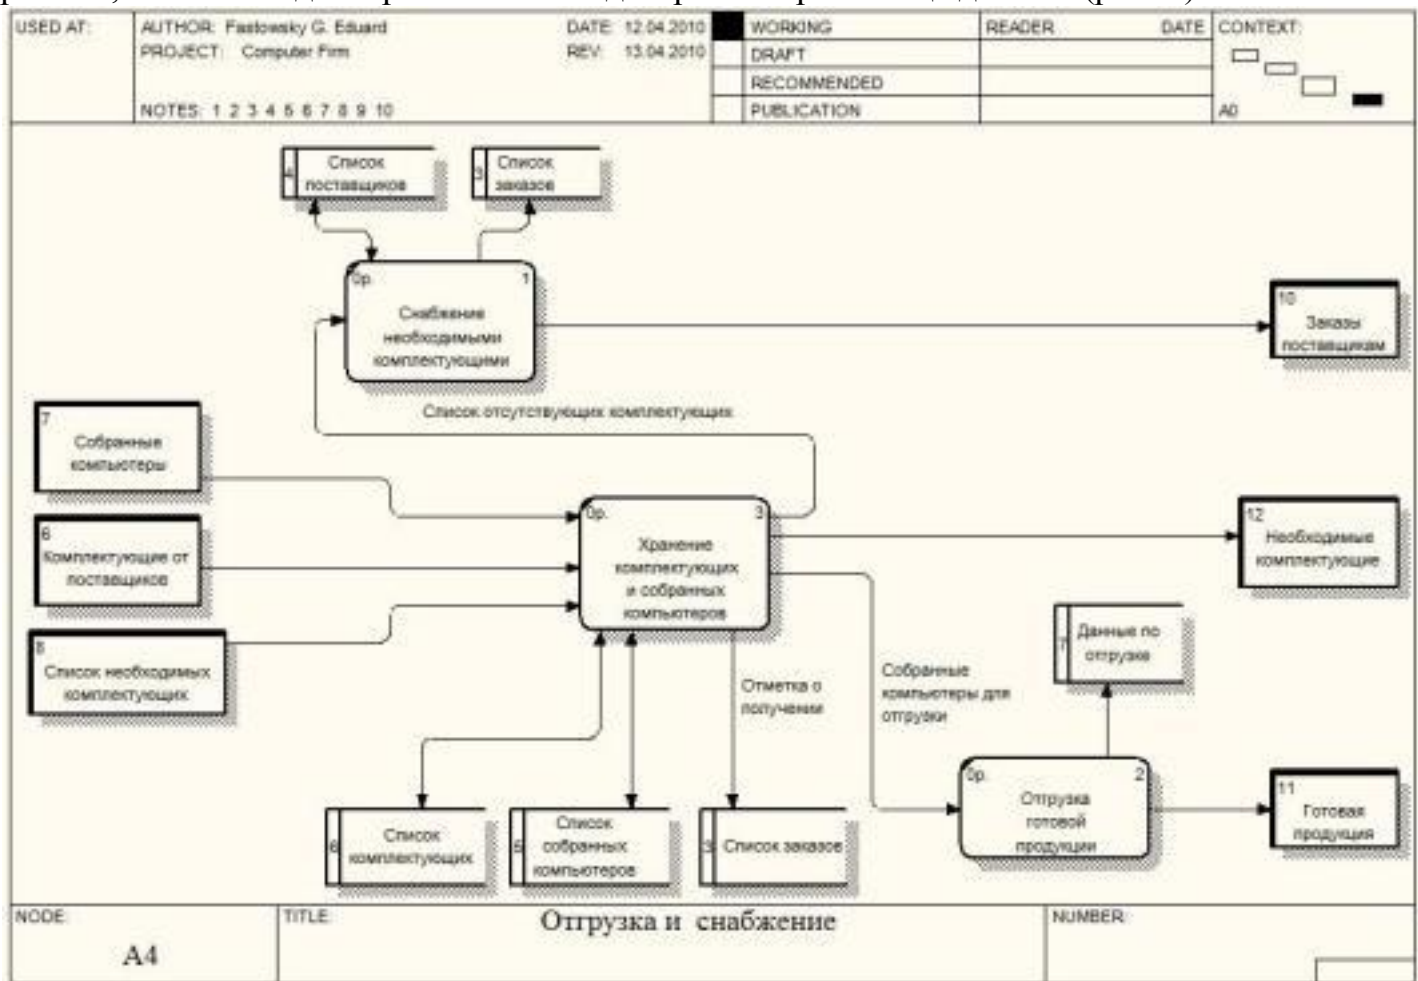 USED AT:
AUTHOR: Fastowsky G. Eduard
DATE: 12.04.2010
WORKING
READER
DATE
CONTEXT:
PROJECT: Computer Firm
REV: 13.04.2010
DRAFT
RECOMMENDED
NOTES: 1 2 3 4 5 6 7 8 9 10
PUBLICATION
A0
4
Список
поставщиков
3
Список
заказов
0р.
1
Снабжение
необходимыми
комплектующими
10
Заказы
поставщикам
Список отсутствующих комплектующих
7
Собранные
компьютеры
6
Комплектующие от
поставщиков
8
Список необходимых
комплектующих
0р.
3
Хранение
комплектующих
и собранных
компьютеров
12
Необходимые
комплектующие
7
Данные по
отгрузке
Отметка о
получении
Собранные
компьютеры для
отгрузки
0р.
2
Отгрузка
готовой
продукции
11
Готовая
продукция
6
Список
комплектующих
5
Список
собранных
компьютеров
3
Список заказов
NODE:
TITLE:
Отгрузка и снабжение
NUMBER:
A4